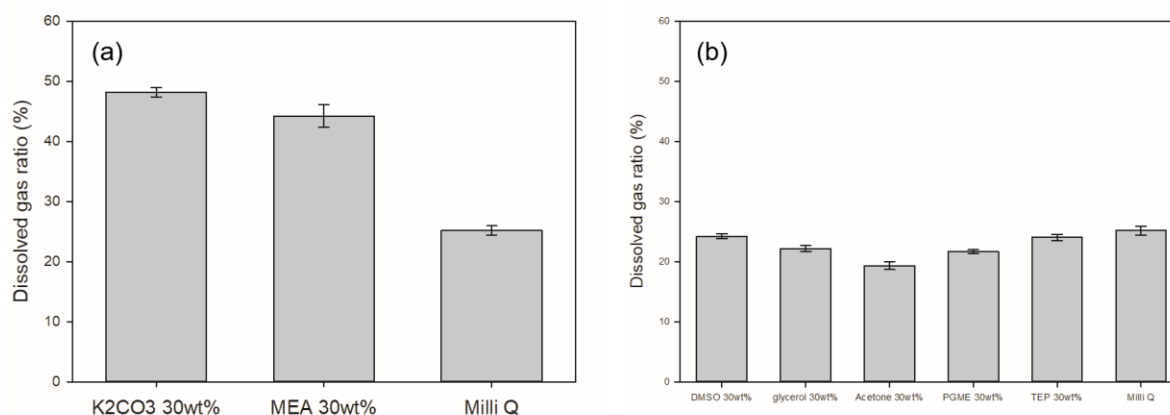 (a)
Dissolved gas ratio (%)
60
50
40
30
20
10
0
K2CO3 30wt% MEA 30wt% Milli Q
(b)
Dissolved gas ratio (%)
60
50
40
30
20
10
0
DMSO 30wt% glycerol 30wt% Acetone 30wt% PGME 30wt% TEP 30wt% Milli Q